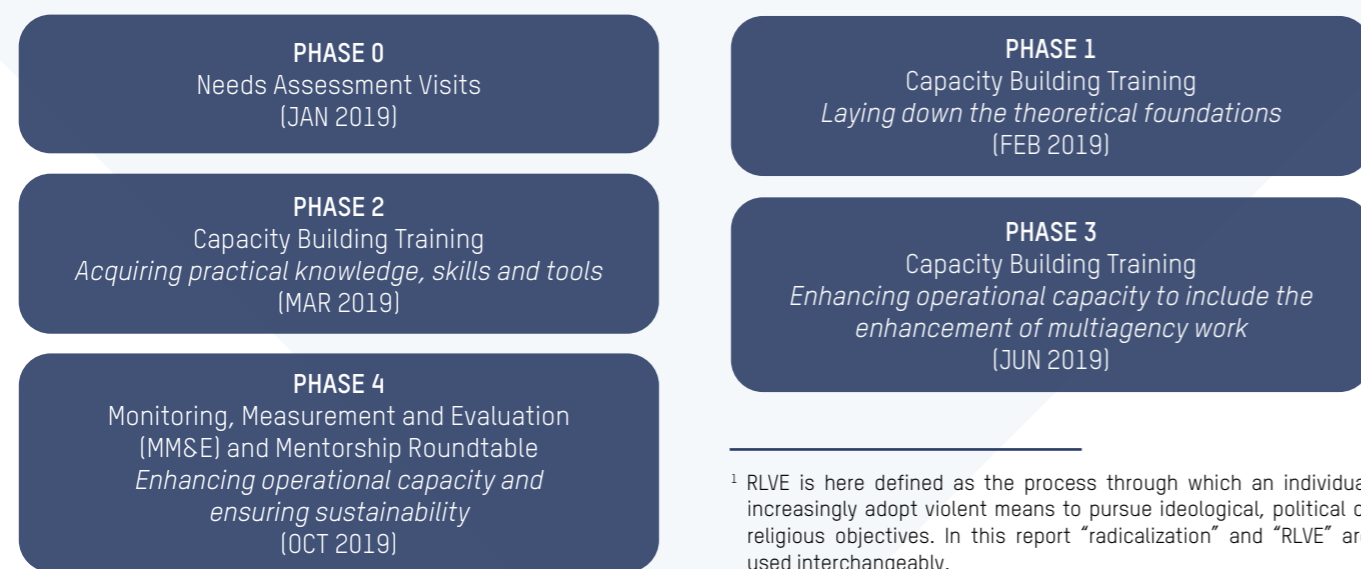 PHASE 0
Needs Assessment Visits
(JAN 2019)
PHASE 1
Capacity Building Training
Laying down the theoretical foundations
(FEB 2019)
PHASE 2
Capacity Building Training
Acquiring practical knowledge, skills and tools
(MAR 2019)
PHASE 3
Capacity Building Training
Enhancing operational capacity to include the
enhancement of multiagency work
(JUN 2019)
PHASE 4
Monitoring, Measurement and Evaluation
(MM&E) and Mentorship Roundtable
Enhancing operational capacity and
ensuring sustainability
(OCT 2019)
1 RLVE is here defined as the process through which an individual
increasingly adopt violent means to pursue ideological, political
religious objectives. In this report "radicalization" and "RLVE"
used interchangeably.